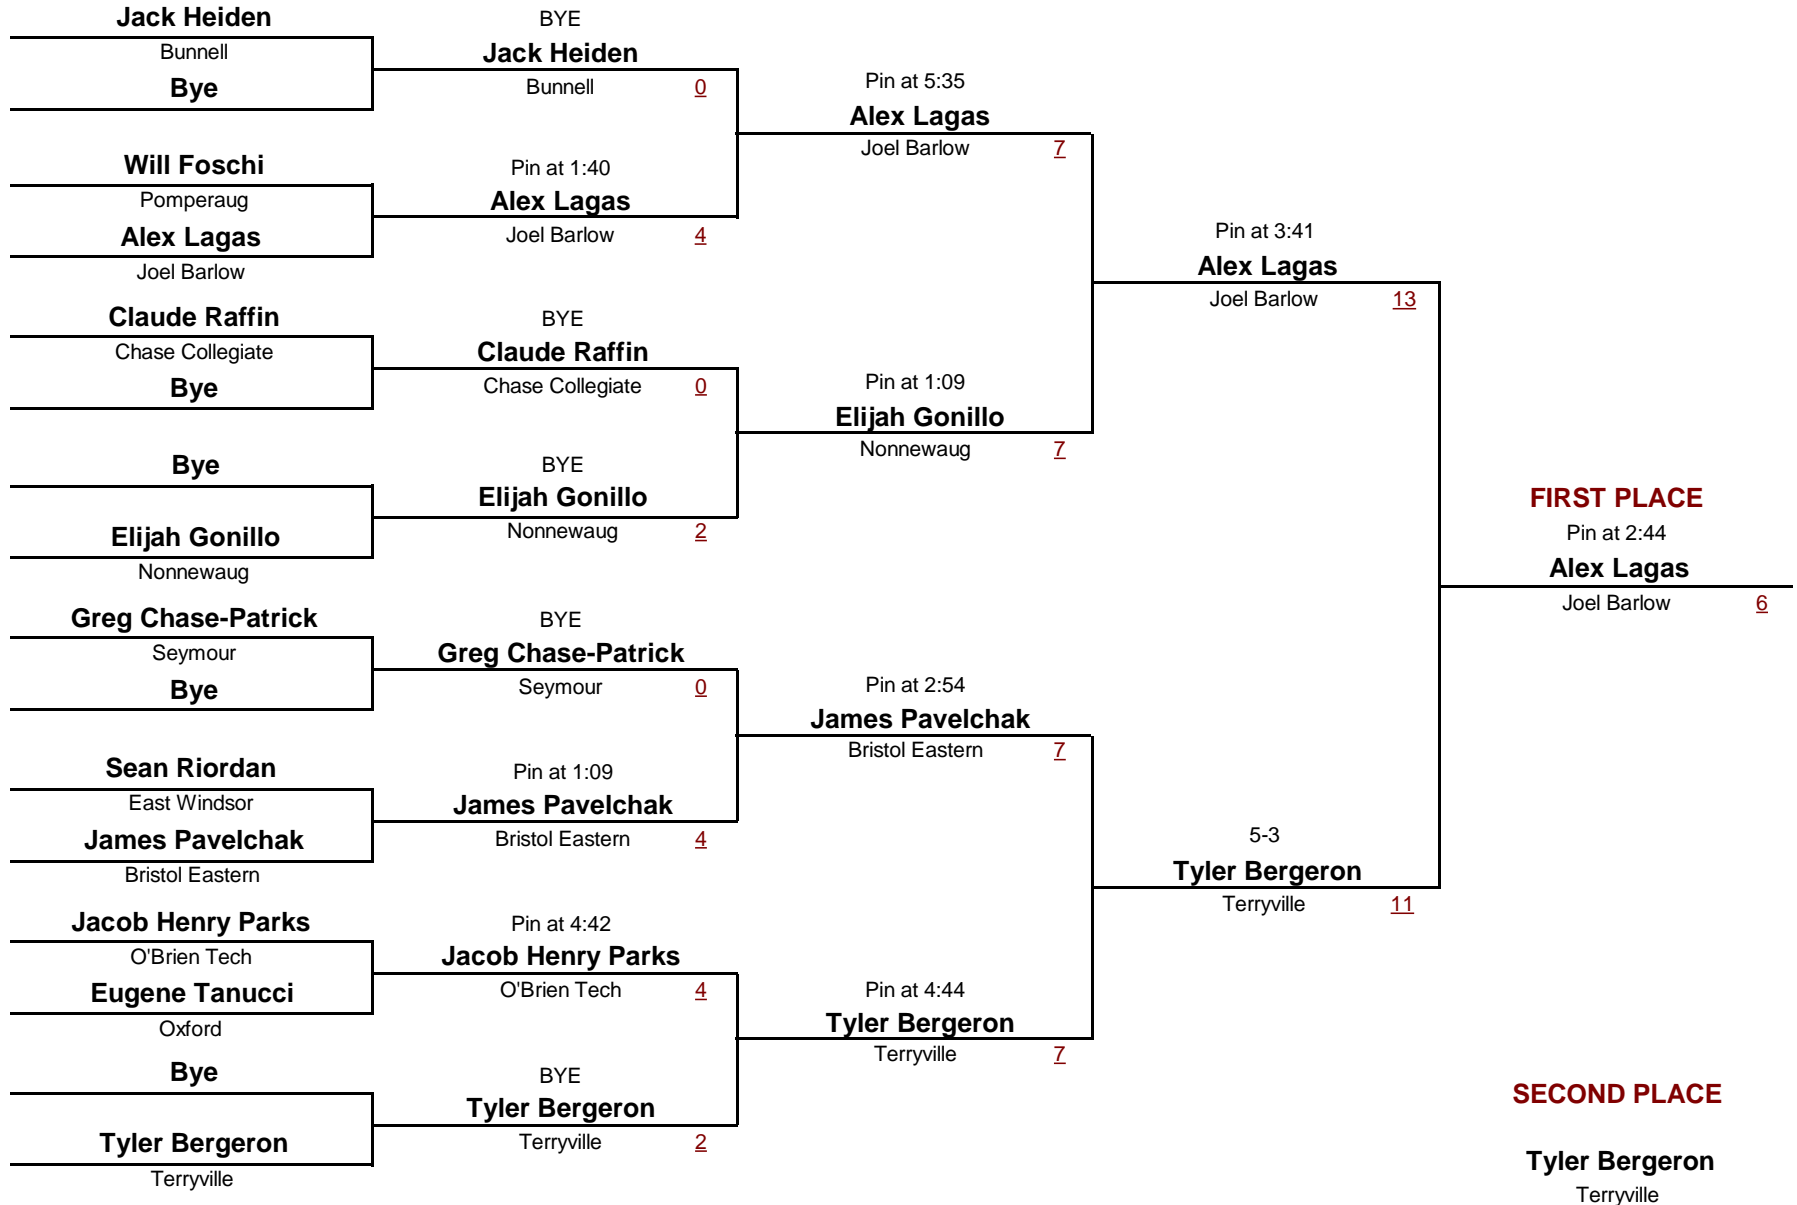 Jack Heiden
Bunnell
Bye
Will Foschi
Pomperaug
Alex Lagas
Joel Barlow
Claude Raffin
Chase Collegiate
Bye
Bye
Elijah Gonillo
Nonnewaug
Greg Chase-Patrick
Seymour
Bye
Sean Riordan
East Windsor
James Pavelchak
Bristol Eastern
Jacob Henry Parks
O'Brien Tech
Eugene Tanucci
Oxford
Bye
Tyler Bergeron
Terryville
BYE
Jack Heiden
Bunnell 0
Pin at 1:40
Alex Lagas
Joel Barlow 4
BYE
Claude Raffin
Chase Collegiate 0
BYE
Elijah Gonillo
Nonnewaug 2
BYE
Greg Chase-Patrick
Seymour 0
Pin at 1:09
James Pavelchak
Bristol Eastern 4
Pin at 4:42
Jacob Henry Parks
O'Brien Tech 4
BYE
Tyler Bergeron
Terryville 2
Pin at 5:35
Alex Lagas
Joel Barlow 7
Pin at 1:09
Elijah Gonillo
Nonnewaug 7
Pin at 2:54
James Pavelchak
Bristol Eastern 7
Pin at 4:44
Tyler Bergeron
Terryville 7
Pin at 3:41
Alex Lagas
Joel Barlow 13
5-3
Tyler Bergeron
Terryville 11
FIRST PLACE
Pin at 2:44
Alex Lagas
Joel Barlow 6
SECOND PLACE
Tyler Bergeron
Terryville